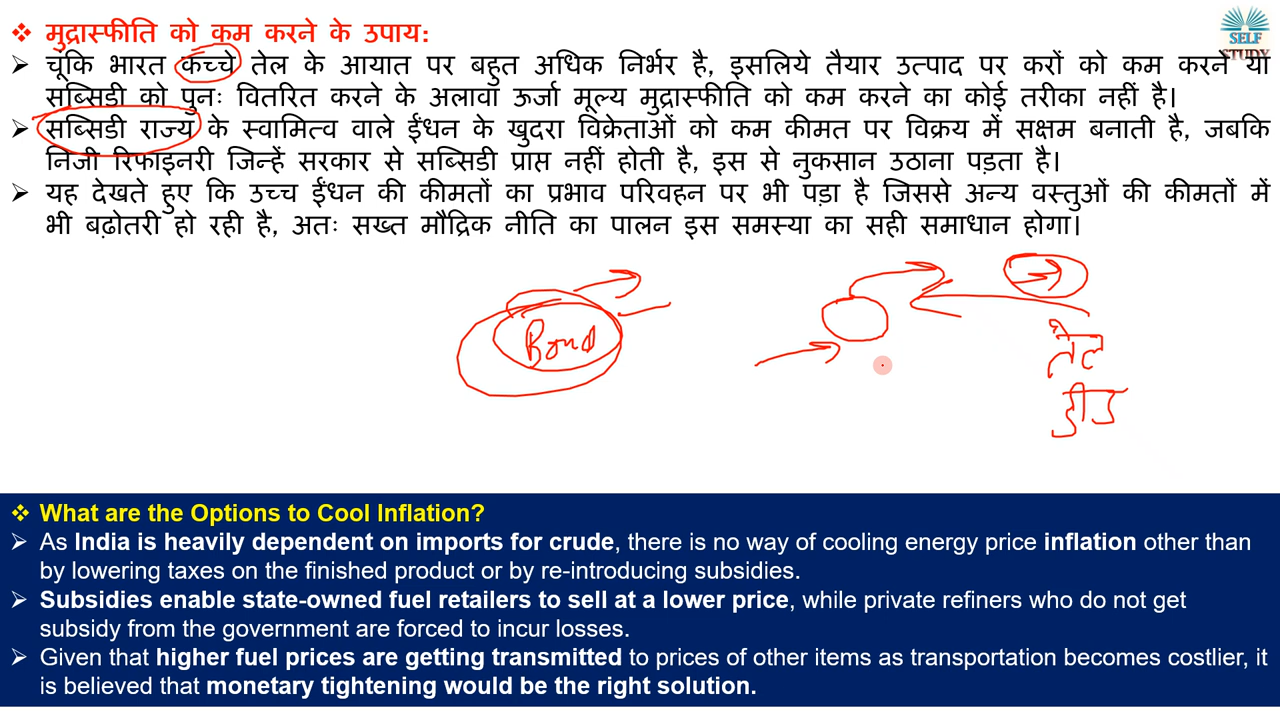 ❖ मुद्रास्फीति को कम करने के उपाय:
SELF
STUDY
➢ चूंकि भारत कच्चे तेल के आयात पर बहुत अधिक निर्भर है, इसलिये तैयार उत्पाद पर करों को कम करने या
सब्सिडी को पुनः वितरित करने के अलावा ऊर्जा मूल्य मुद्रास्फीति को कम करने का कोई तरीका नहीं है।
➢ सब्सिडी राज्य के स्वामित्व वाले ईंधन के खुदरा विक्रेताओं को कम कीमत पर विक्रय में सक्षम बनाती है, जबकि
निजी रिफाइनरी जिन्हें सरकार से सब्सिडी प्राप्त नहीं होती है, इस से नुकसान उठाना पड़ता है।
➢ यह देखते हुए कि उच्च ईंधन की कीमतों का प्रभाव परिवहन पर भी पड़ा है जिससे अन्य वस्तुओं की कीमतों में
भी बढ़ोतरी हो रही है, अतः सख्त मौद्रिक नीति का पालन इस समस्या का सही समाधान होगा।
Bond
तेल
❖ What are the Options to Cool Inflation?
➢ As India is heavily dependent on imports for crude, there is no way of cooling energy price inflation other than
by lowering taxes on the finished product or by re-introducing subsidies.
➢ Subsidies enable state-owned fuel retailers to sell at a lower price, while private refiners who do not get
subsidy from the government are forced to incur losses.
➢ Given that higher fuel prices are getting transmitted to prices of other items as transportation becomes costlier, it
is believed that monetary tightening would be the right solution.